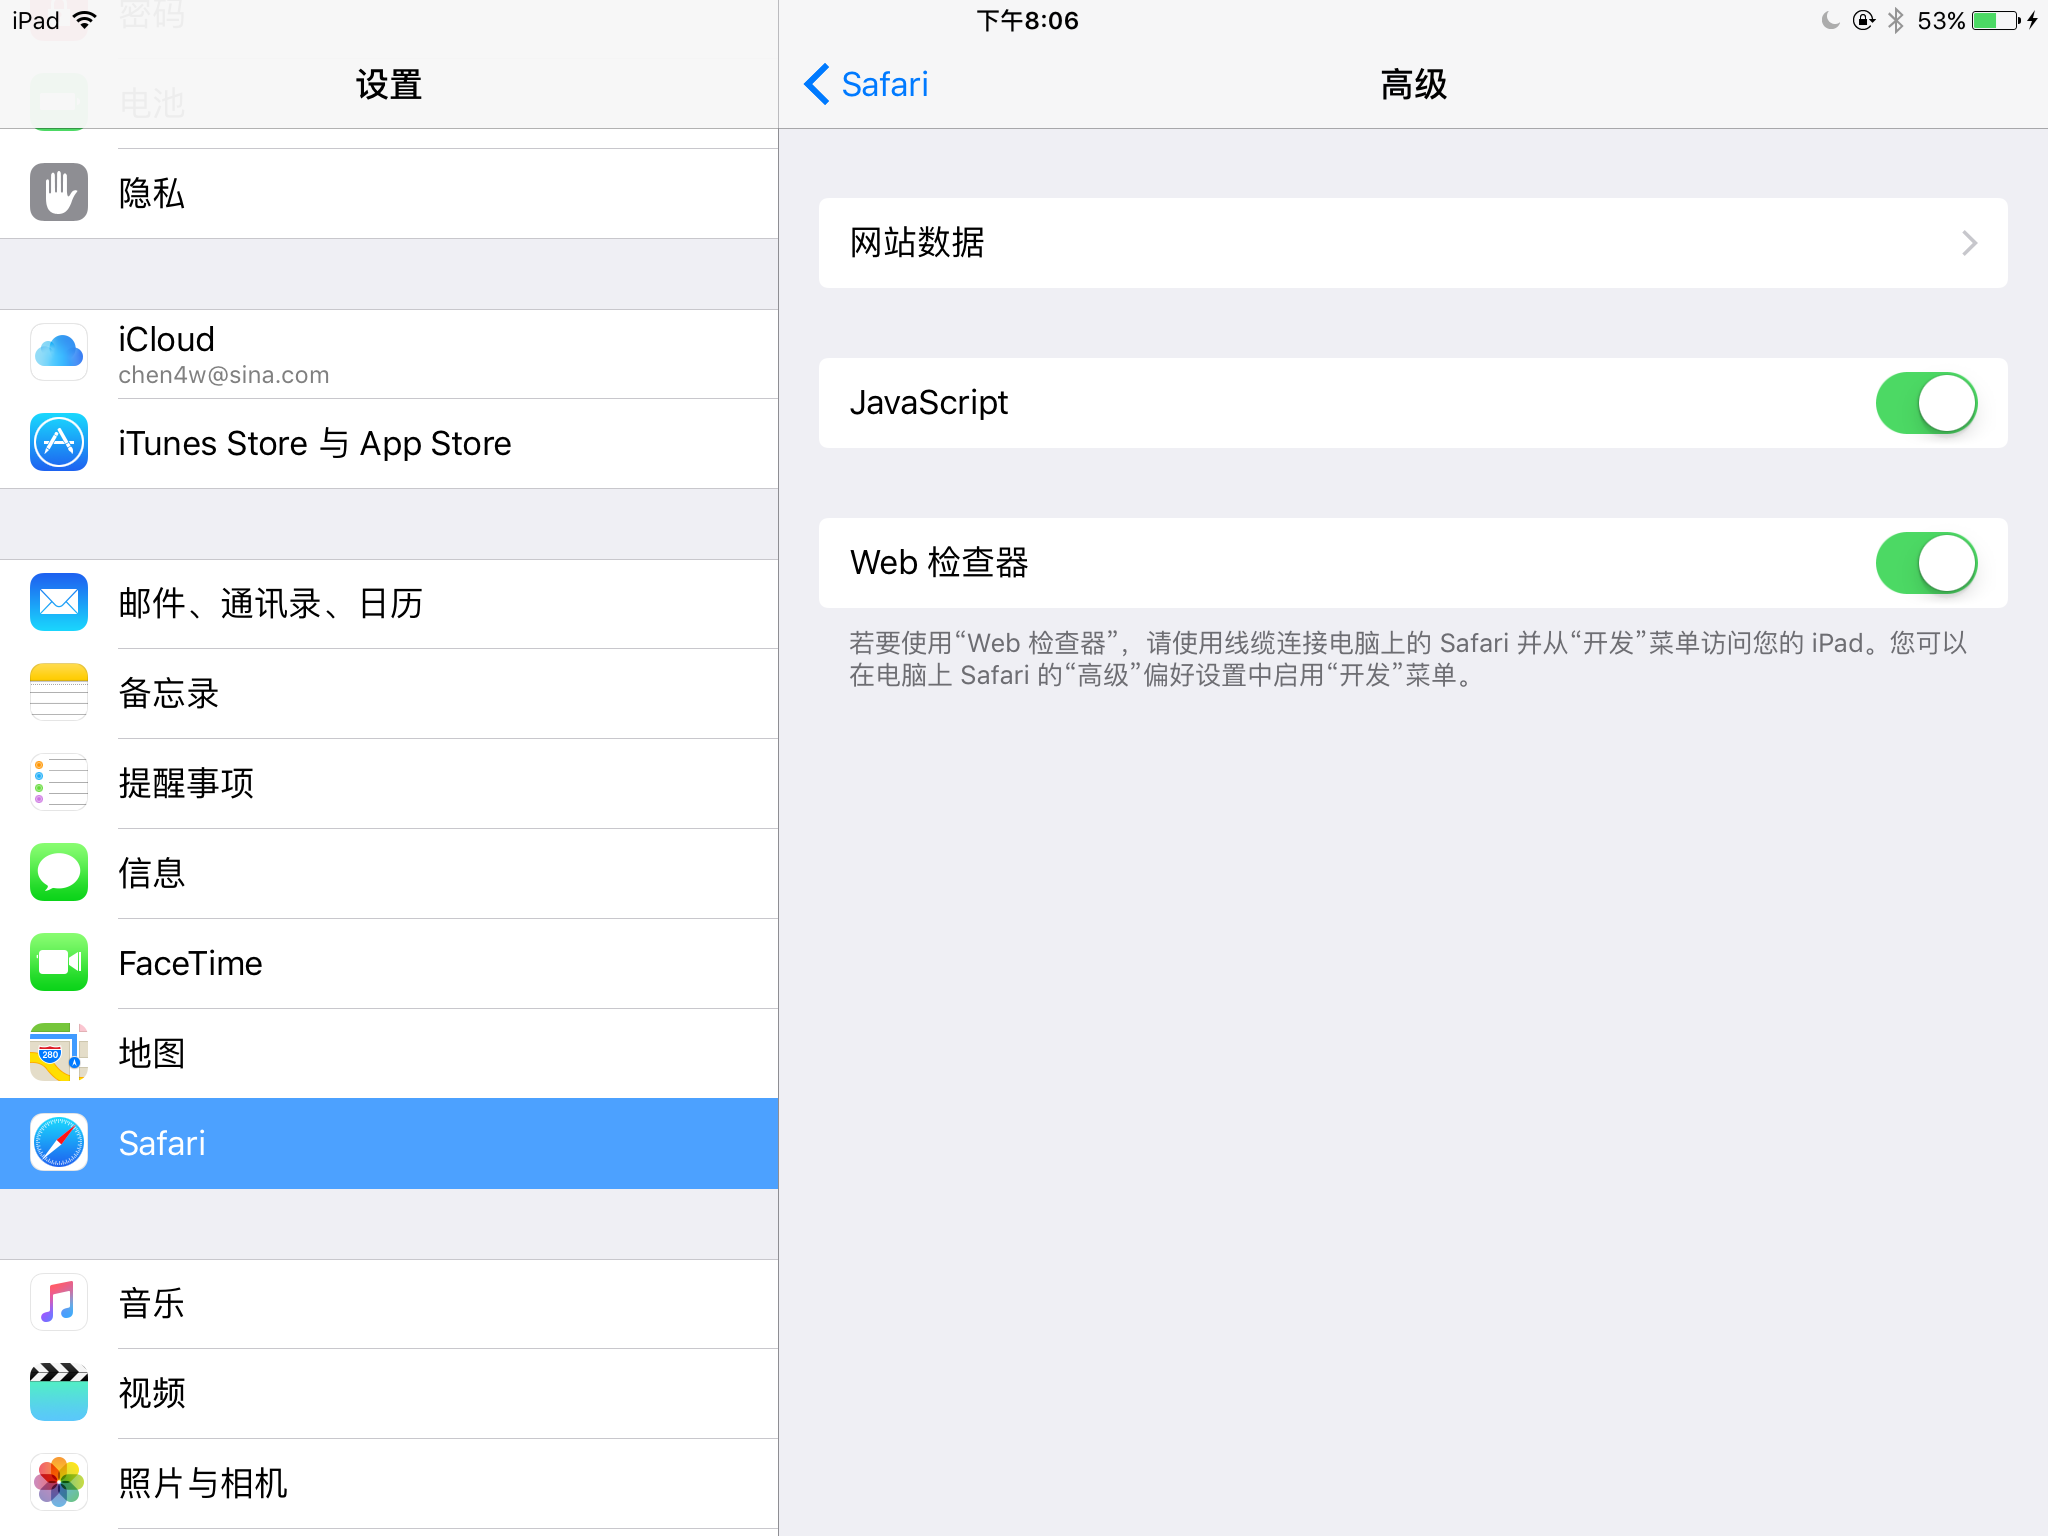 iPad
下午8:06
53%
密码
电池
设置
隐私
iCloud
chen4w@sina.com
iTunes Store 与 App Store
邮件、通讯录、日历
备忘录
提醒事项
信息
FaceTime
280
地图
Safari
音乐
视频
照片与相机
Safari
高级
网站数据
JavaScript
Web 检查器
若要使用“Web 检查器”，请使用线缆连接电脑上的 Safari 并从“开发”菜单访问您的 iPad。您可以
在电脑上 Safari 的“高级”偏好设置中启用“开发”菜单。